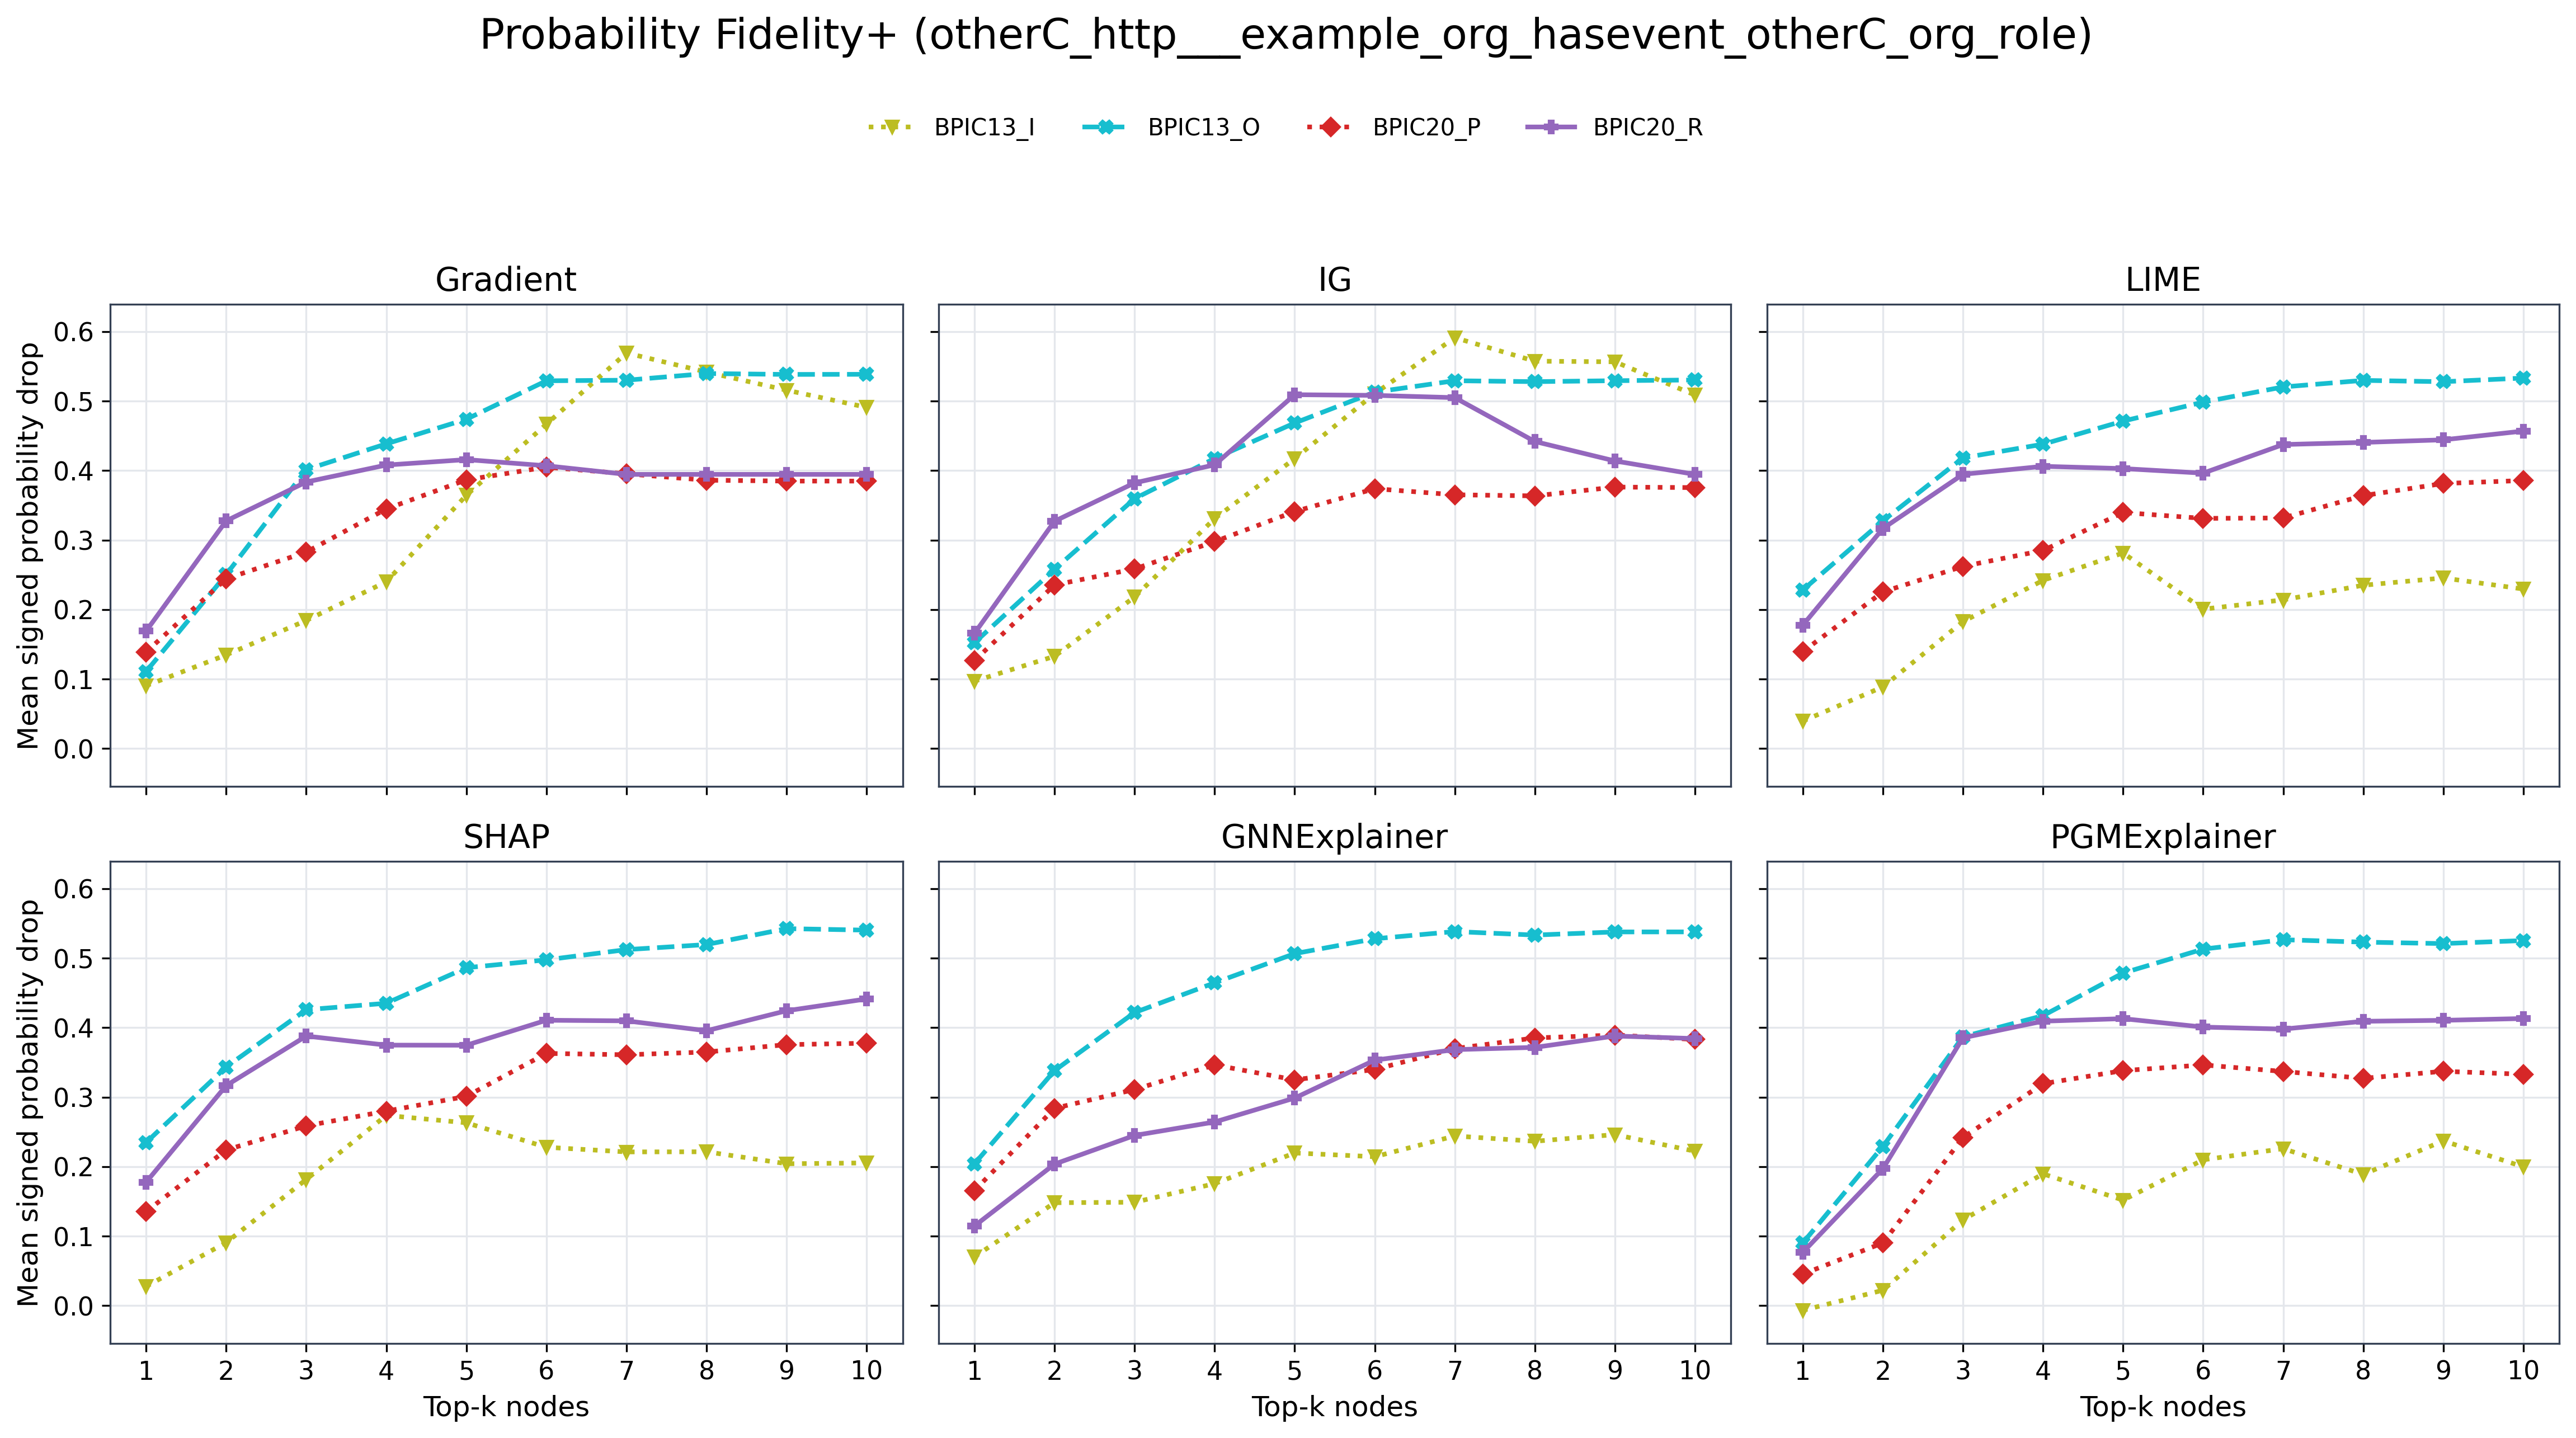 Probability Fidelity+ (otherC_http___example_org_hasevent_otherC_org_role)
BPIC13_I BPIC13_O BPIC20_P BPIC20_R
Gradient IG LIME
Mean signed probability drop
0.6
0.5
0.4
0.3
0.2
0.1
0.0
SHAP GNNExplainer PGMExplainer
Mean signed probability drop
0.6
0.5
0.4
0.3
0.2
0.1
0.0
1 2 3 4 5 6 7 8 9 10 1 2 3 4 5 6 7 8 9 10 1 2 3 4 5 6 7 8 9 10
Top-k nodes Top-k nodes Top-k nodes